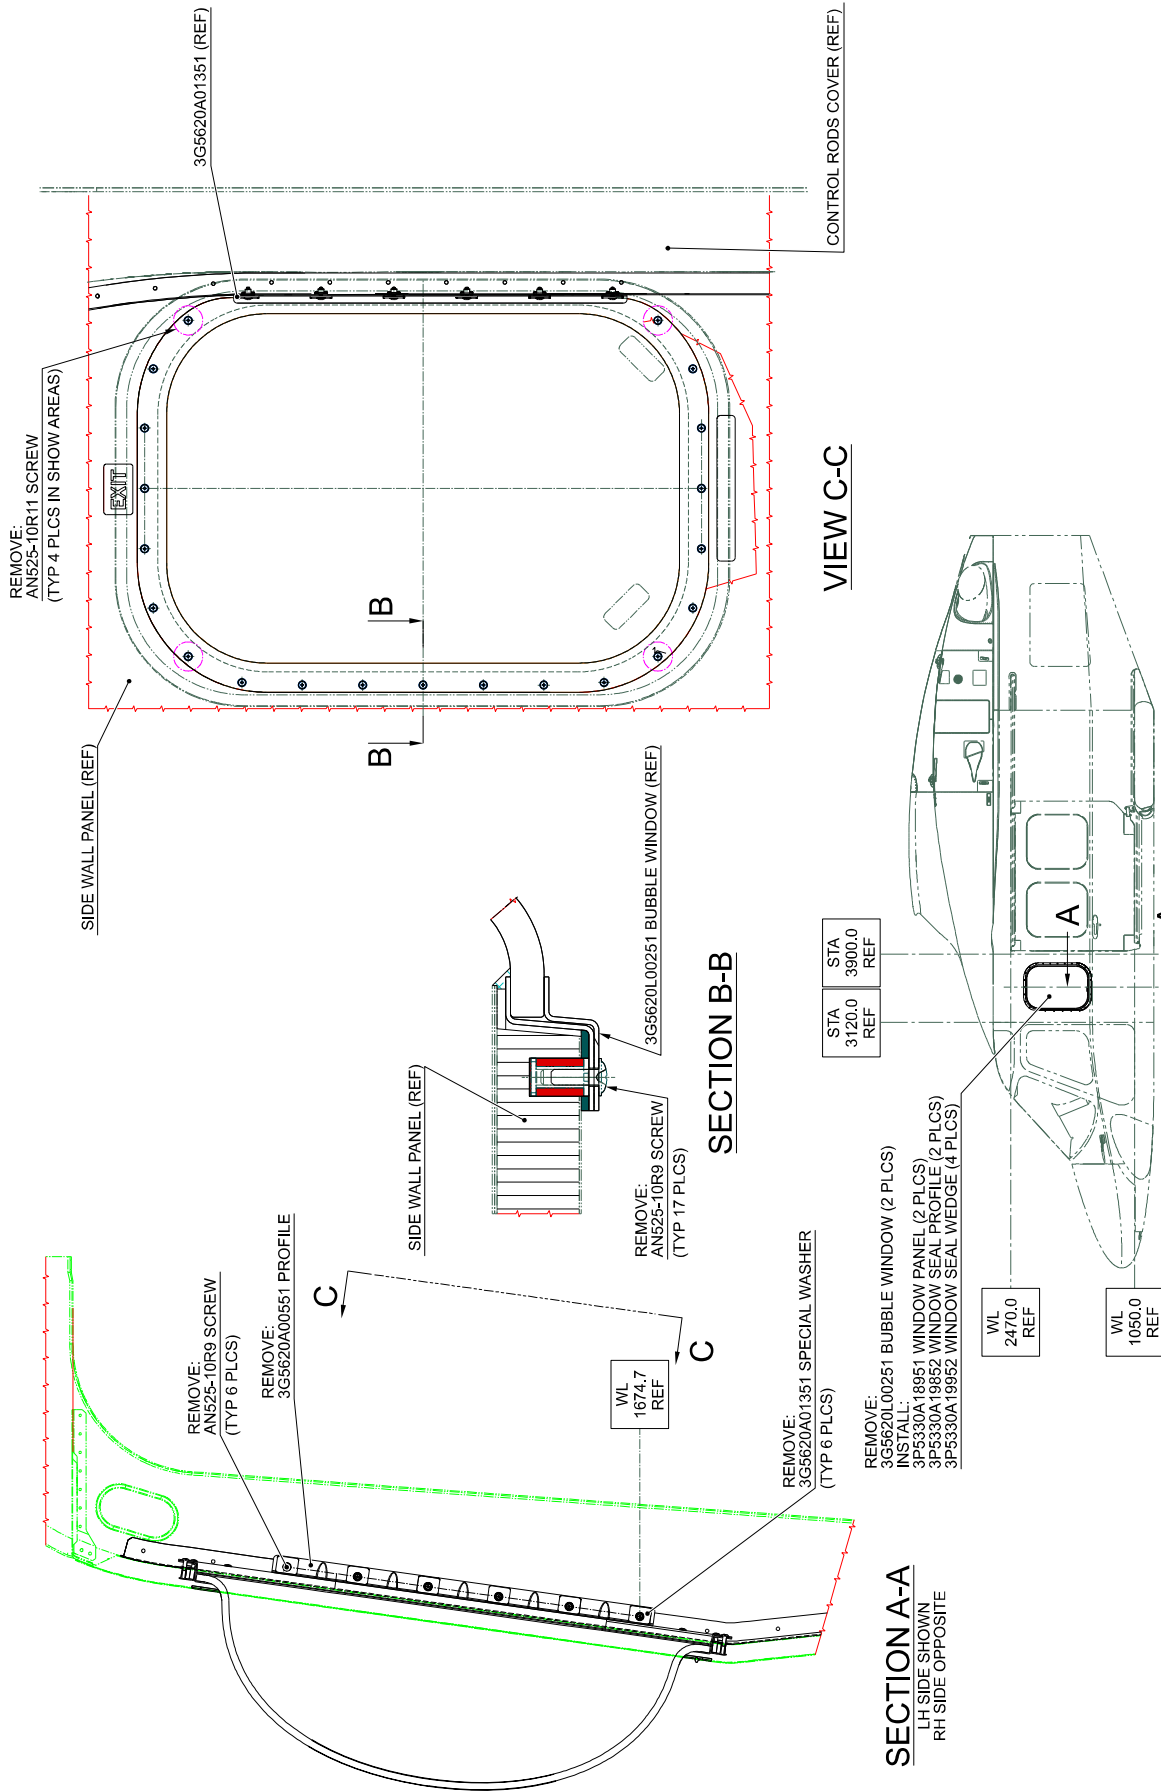 REMOVE:
AN525-10R11 SCREW
(TYP 4 PLCS IN SHOW AREAS)
3G5620A01351 (REF)
SIDE WALL PANEL (REF)
EXIT
B
B
CONTROL RODS COVER (REF)
VIEW C-C
SIDE WALL PANEL (REF)
3G5620L00251 BUBBLE WINDOW (REF)
REMOVE:
AN525-10R9 SCREW
(TYP 17 PLCS)
SECTION B-B
REMOVE:
AN525-10R9 SCREW
(TYP 6 PLCS)
REMOVE:
3G5620A00551 PROFILE
C
C
WL
1674.7
REF
REMOVE:
3G5620A01351 SPECIAL WASHER
(TYP 6 PLCS)
SECTION A-A
LH SIDE SHOWN
RH SIDE OPPOSITE
STA
3120.0
REF
STA
3900.0
REF
A
REMOVE:
3G5620L00251 BUBBLE WINDOW (2 PLCS)
INSTALL:
3P5330A18951 WINDOW PANEL (2 PLCS)
3P5330A19852 WINDOW SEAL PROFILE (2 PLCS)
3P5330A19952 WINDOW SEAL WEDGE (4 PLCS)
WL
2470.0
REF
WL
1050.0
REF